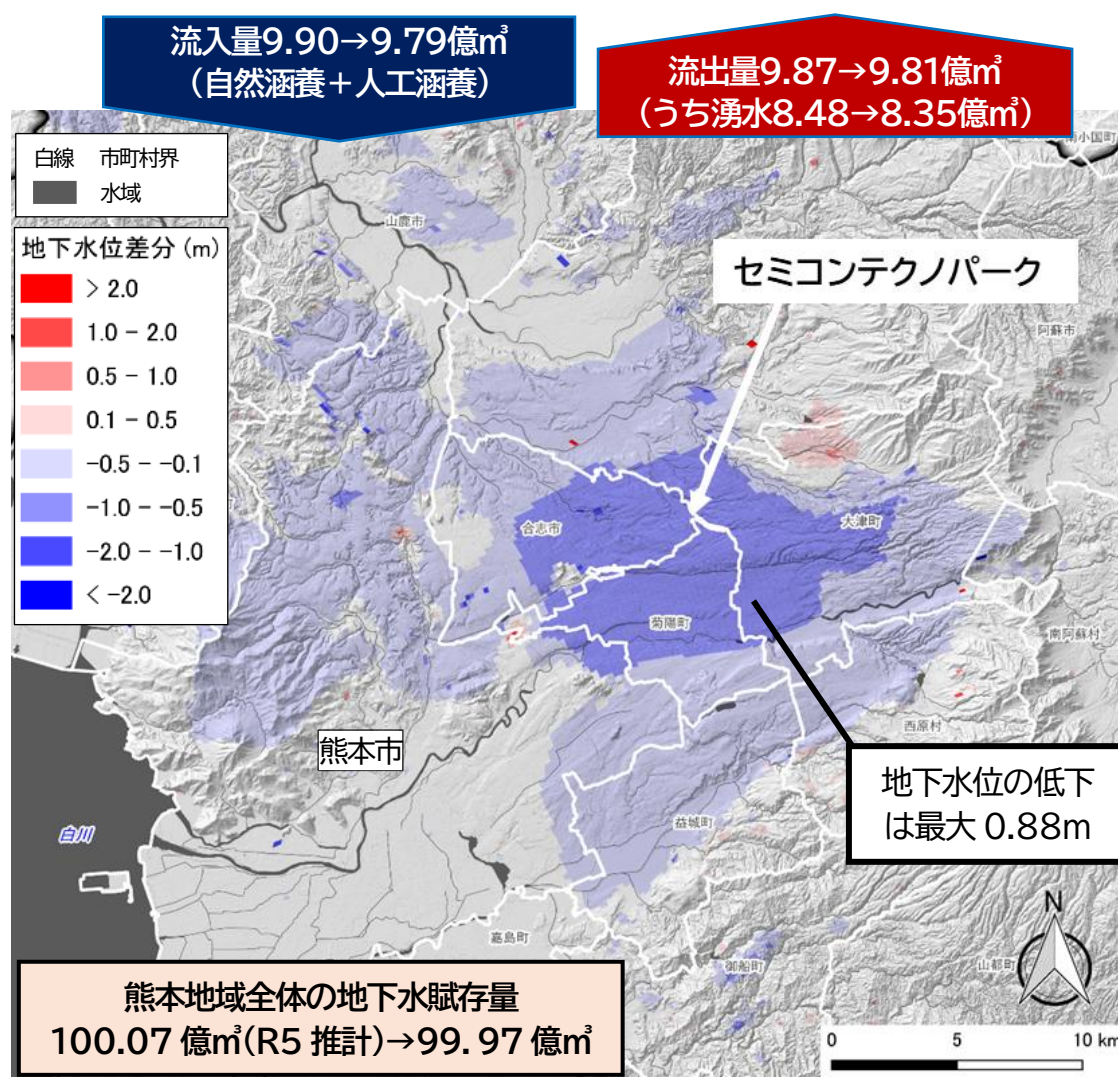 流入量9.90→9.79億㎥
(自然涵養＋人工涵養)
流出量9.87→9.81億㎥
(うち湧水8.48→8.35億㎥)
白線 市町村界
水域
地下水位差分 (m)
> 2.0
1.0 − 2.0
0.5 − 1.0
0.1 − 0.5
−0.5 − −0.1
−1.0 − −0.5
−2.0 − −1.0
< −2.0
南小国町
山鹿市
セミコンテクノパーク
阿蘇市
合志市
大津町
菊陽町
南阿蘇村
西原村
熊本市
地下水位の低下
は最大 0.88m
益城町
白川
嘉島町
御船町
山都町
N
熊本地域全体の地下水賦存量
100.07 億㎥(R5 推計)→99.97 億㎥
0 5 10 km